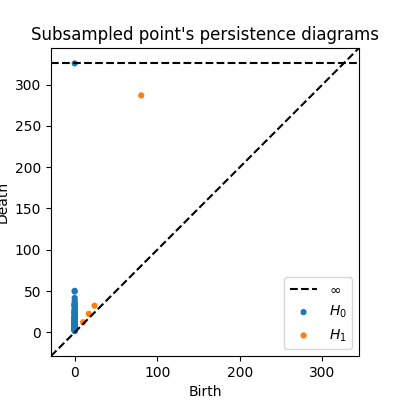 Subsampled point's persistence diagrams
300
250
200
150
100
50
0
Death
∞
H₀
H₁
0 100 200 300
Birth